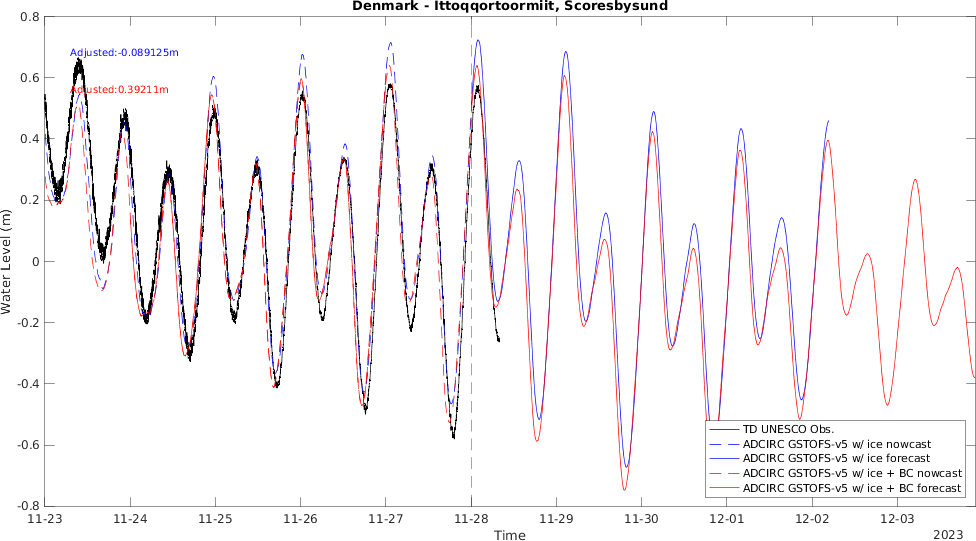 Denmark - Ittoqqortoormiit, Scoresbysund
0.8
0.6
0.4
0.2
0
-0.2
-0.4
-0.6
-0.8
Water Level (m)
Adjusted:-0.089125m
Adjusted:0.39211m
TD UNESCO Obs.
ADCIRC GSTOFS-v5 w/ ice nowcast
ADCIRC GSTOFS-v5 w/ ice forecast
ADCIRC GSTOFS-v5 w/ ice + BC nowcast
ADCIRC GSTOFS-v5 w/ ice + BC forecast
11-23 11-24 11-25 11-26 11-27 11-28 11-29 11-30 12-01 12-02 12-03
Time
2023